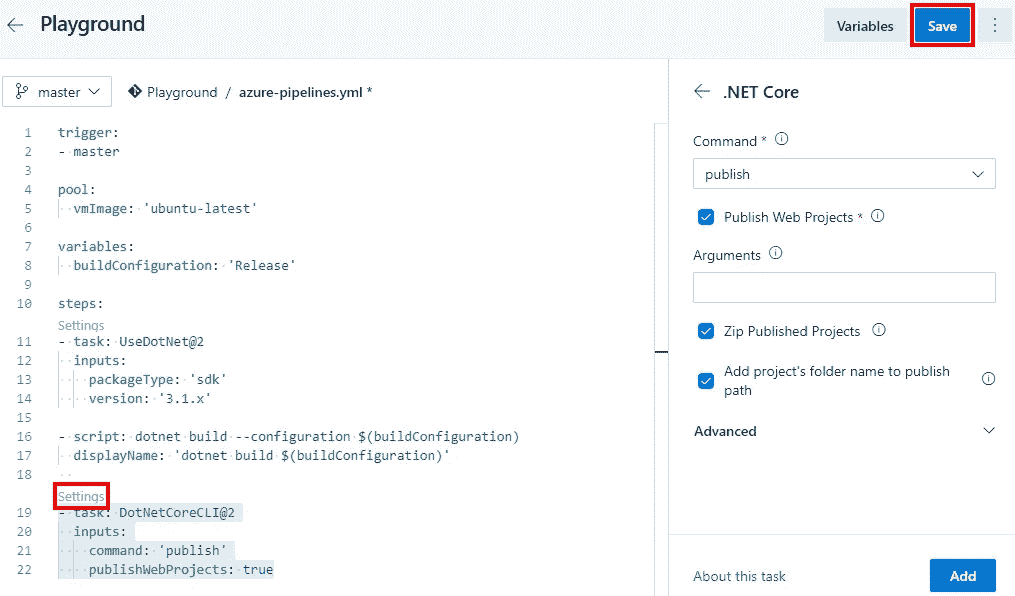 Playground
Variables
Save
master
Playground / azure-pipelines.yml *
1 trigger:
2 - master
3
4 pool:
5   vmImage: 'ubuntu-latest'
6
7 variables:
8   buildConfiguration: 'Release'
9
10 steps:
Settings
11 - task: UseDotNet@2
12   inputs:
13     packageType: 'sdk'
14     version: '3.1.x'
15
16 - script: dotnet build --configuration $(buildConfiguration)
17   displayName: 'dotnet build $(buildConfiguration)'
18
Settings
19 - task: DotNetCoreCLI@2
20   inputs:
21     command: 'publish'
22     publishWebProjects: true
.NET Core
Command *
publish
Publish Web Projects *
Arguments
Zip Published Projects
Add project's folder name to publish
path
Advanced
About this task
Add